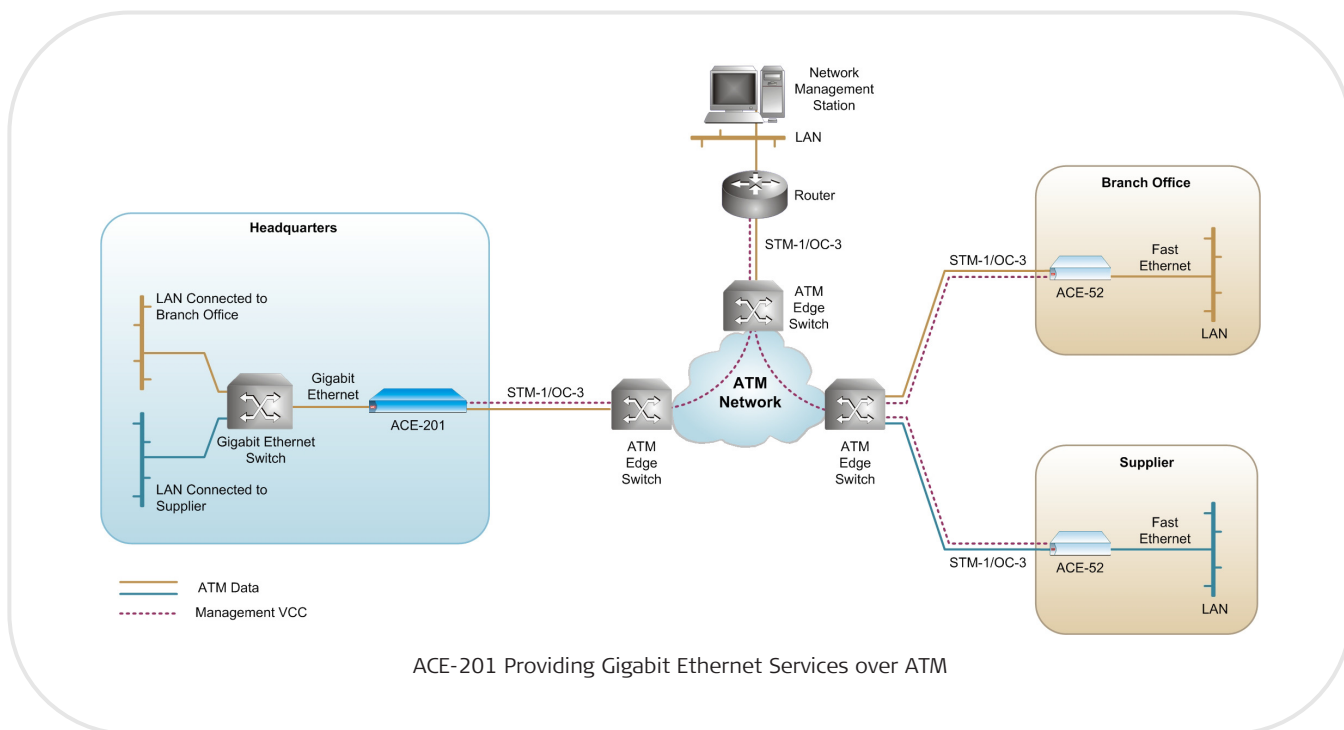 Network
Management
Station
LAN
Router
STM-1/OC-3
ATM
Edge
Switch
Headquarters
LAN Connected to
Branch Office
Gigabit
Ethernet
Gigabit Ethernet
Switch
LAN Connected to
Supplier
ACE-201
STM-1/OC-3
ATM
Edge
Switch
ATM
Network
ATM
Edge
Switch
Branch Office
STM-1/OC-3
ACE-52
Fast
Ethernet
LAN
Supplier
STM-1/OC-3
ACE-52
Fast
Ethernet
LAN
ATM Data
Management VCC
ACE-201 Providing Gigabit Ethernet Services over ATM